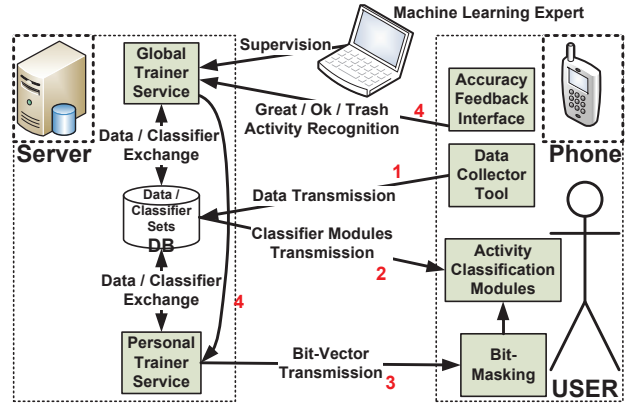 Machine Learning Expert
Global
Trainer
Service
Supervision
Great / Ok / Trash
Activity Recognition
4
Accuracy
Feedback
Interface
Server
Phone
Data / Classifier
Exchange
1
Data
Collector
Tool
Data Transmission
Data /
Classifier
Sets
DB
Classifier Modules
Transmission
2
Activity
Classification
Modules
Data / Classifier
Exchange
4
Personal
Trainer
Service
Bit-Vector
Transmission
3
Bit-
Masking
USER